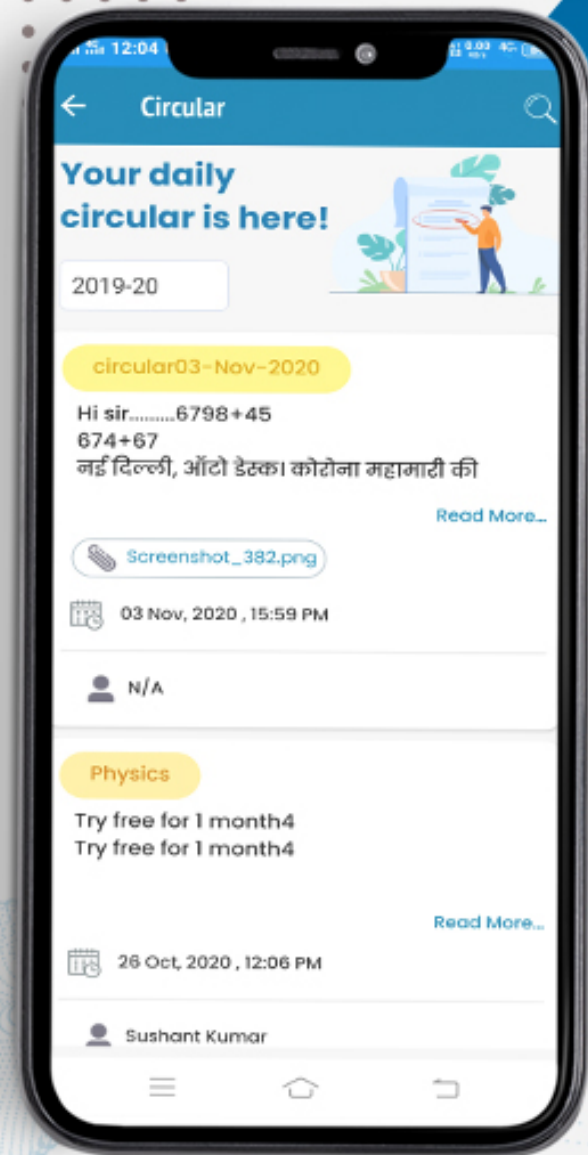 12:04
Circular
Your daily
circular is here!
2019-20
circular03-Nov-2020
Hi sir.........6798+45
674+67
नई दिल्ली, ऑटो डेस्क। कोरोना महामारी की
Read More...
Screenshot_382.png
03 Nov, 2020 , 15:59 PM
N/A
Physics
Try free for 1 month4
Try free for 1 month4
Read More...
26 Oct, 2020 , 12:06 PM
Sushant Kumar